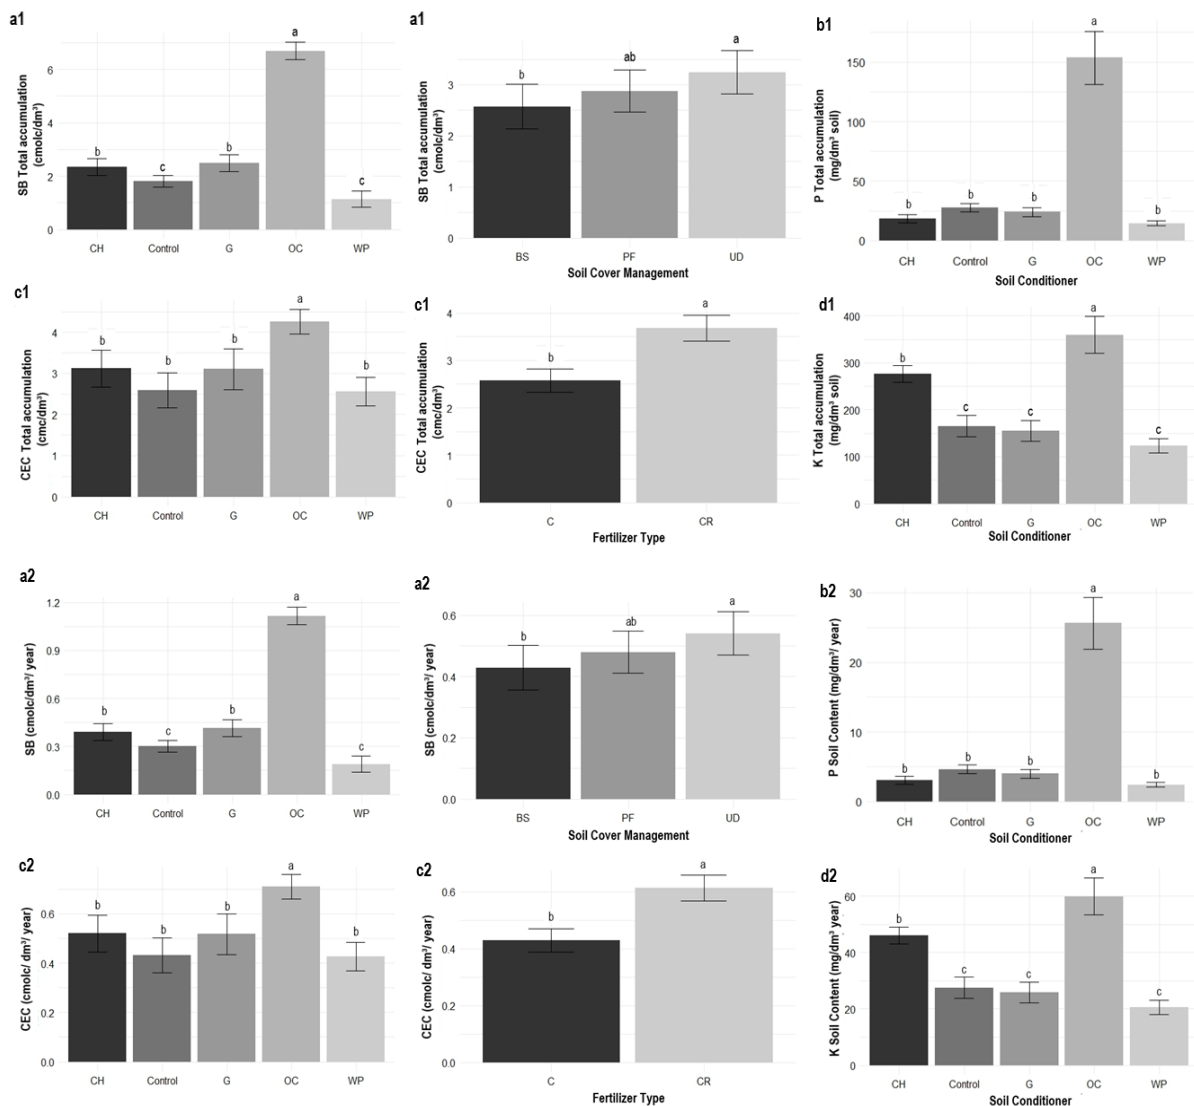 a1
SB Total accumulation
(cmolc/dm³)
6
4
2
0
b
c
b
a
c
CH Control G OC WP
a1
SB Total accumulation
(cmolc/dm³)
3
2
1
0
b
ab
a
BS PF UD
Soil Cover Management
b1
P Total accumulation
(mg/dm³ soil)
150
100
50
0
b
b
b
a
b
CH Control G OC WP
Soil Conditioner
c1
CEC Total accumulation
(cmc/dm³)
4
3
2
1
0
b
b
b
a
b
CH Control G OC WP
c1
CEC Total accumulation
(cmc/dm³)
4
3
2
1
0
b
a
C CR
Fertilizer Type
d1
K Total accumulation
(mg/dm³ soil)
400
300
200
100
0
b
c
c
a
c
CH Control G OC WP
Soil Conditioner
a2
SB (cmolc/dm³/ year)
1.2
0.9
0.6
0.3
0.0
b
c
b
a
c
CH Control G OC WP
a2
SB (cmolc/dm³/ year)
0.6
0.4
0.2
0.0
b
ab
a
BS PF UD
Soil Cover Management
b2
P Soil Content (mg/dm³/ year)
30
20
10
0
b
b
b
a
b
CH Control G OC WP
Soil Conditioner
c2
CEC (cmolc/ dm³/ year)
0.6
0.4
0.2
0.0
b
b
b
a
b
CH Control G OC WP
c2
CEC (cmolc/ dm³/ year)
0.6
0.4
0.2
0.0
b
a
C CR
Fertilizer Type
d2
K Soil Content (mg/dm³ year)
60
40
20
0
b
c
c
a
c
CH Control G OC WP
Soil Conditioner